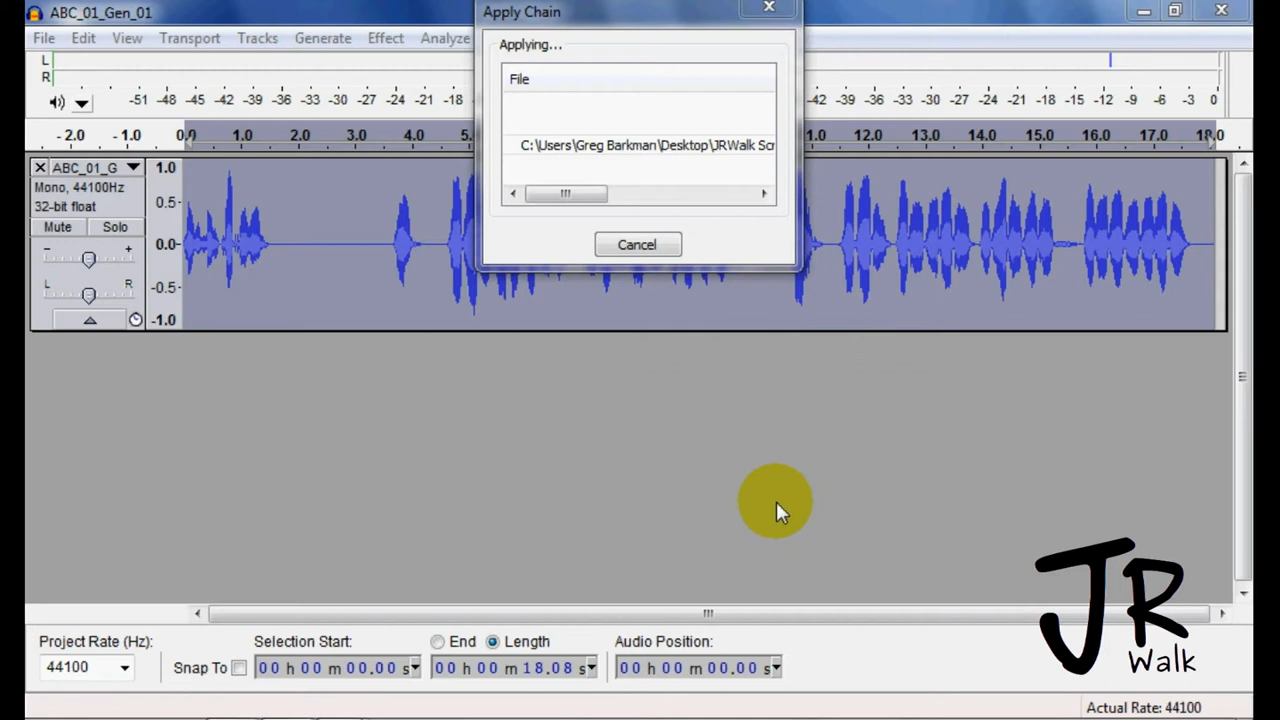 ABC_01_Gen_01
Apply Chain
File Edit View Transport Tracks Generate Effect Analyze
Applying...
File
C:\Users\Greg Barkman\Desktop\JRWalk Scr
Cancel
L
R
-51 -48 -45 -42 -39 -36 -33 -30 -27 -24 -21 -18
-42 -39 -36 -33 -30 -27 -24 -21 -18 -15 -12 -9 -6 -3 0
- 2.0 - 1.0 0.0 1.0 2.0 3.0 4.0 5. 1.0 12.0 13.0 14.0 15.0 16.0 17.0 18.0
ABC_01_G
Mono, 44100Hz
32-bit float
Mute Solo
- +
L R
1.0
0.5-
0.0-
-0.5-
-1.0
Project Rate (Hz):
44100
Snap To
Selection Start:
00 h 00 m 00.00 s
End Length
00 h 00 m 18.08 s
Audio Position:
00 h 00 m 00.00 s
Actual Rate: 44100
JR
Walk